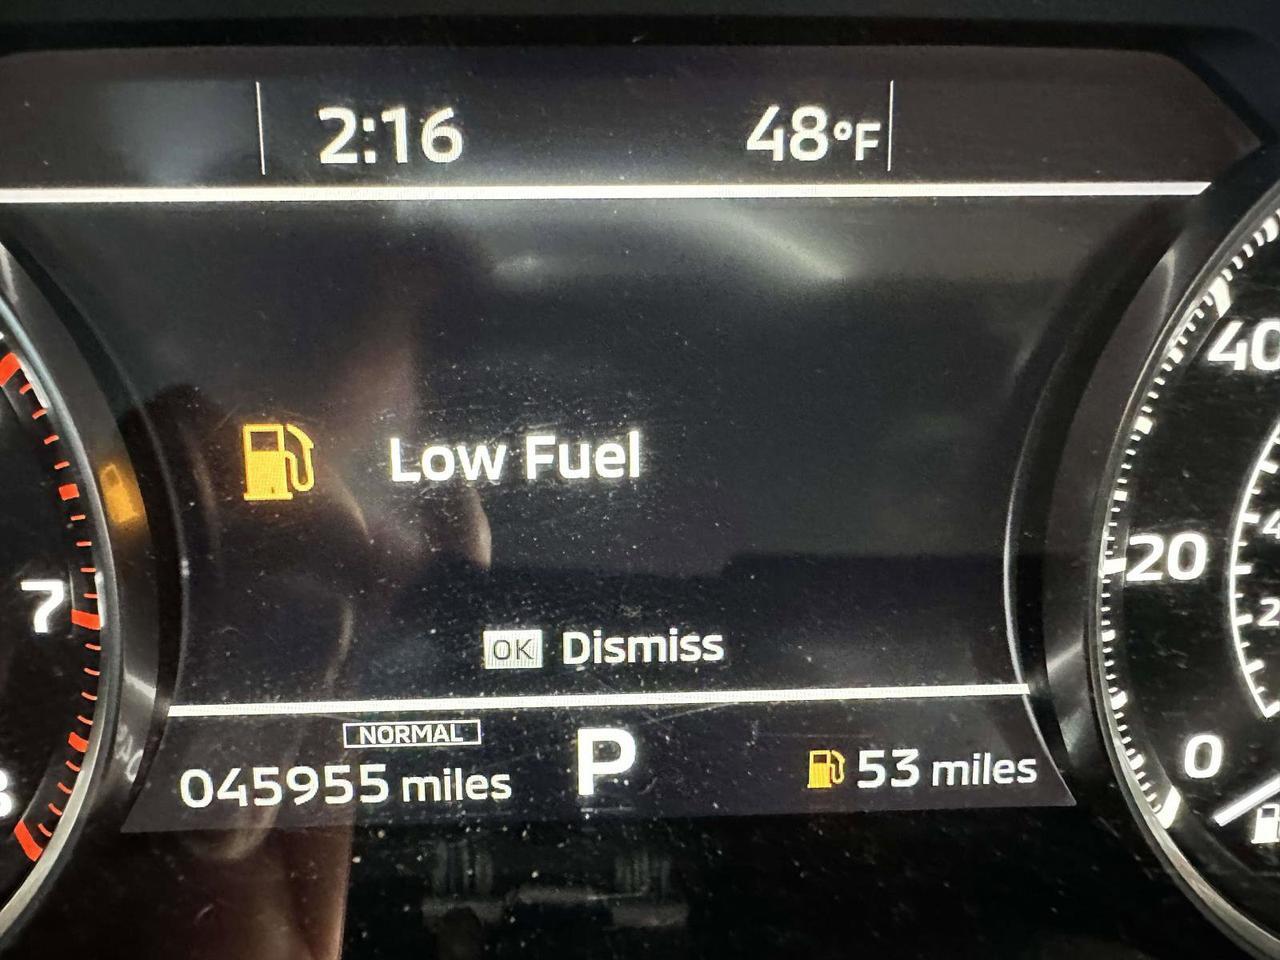 2:16 48°F
Low Fuel
OK Dismiss
NORMAL
045955 miles P 53 miles
7
40
20
0